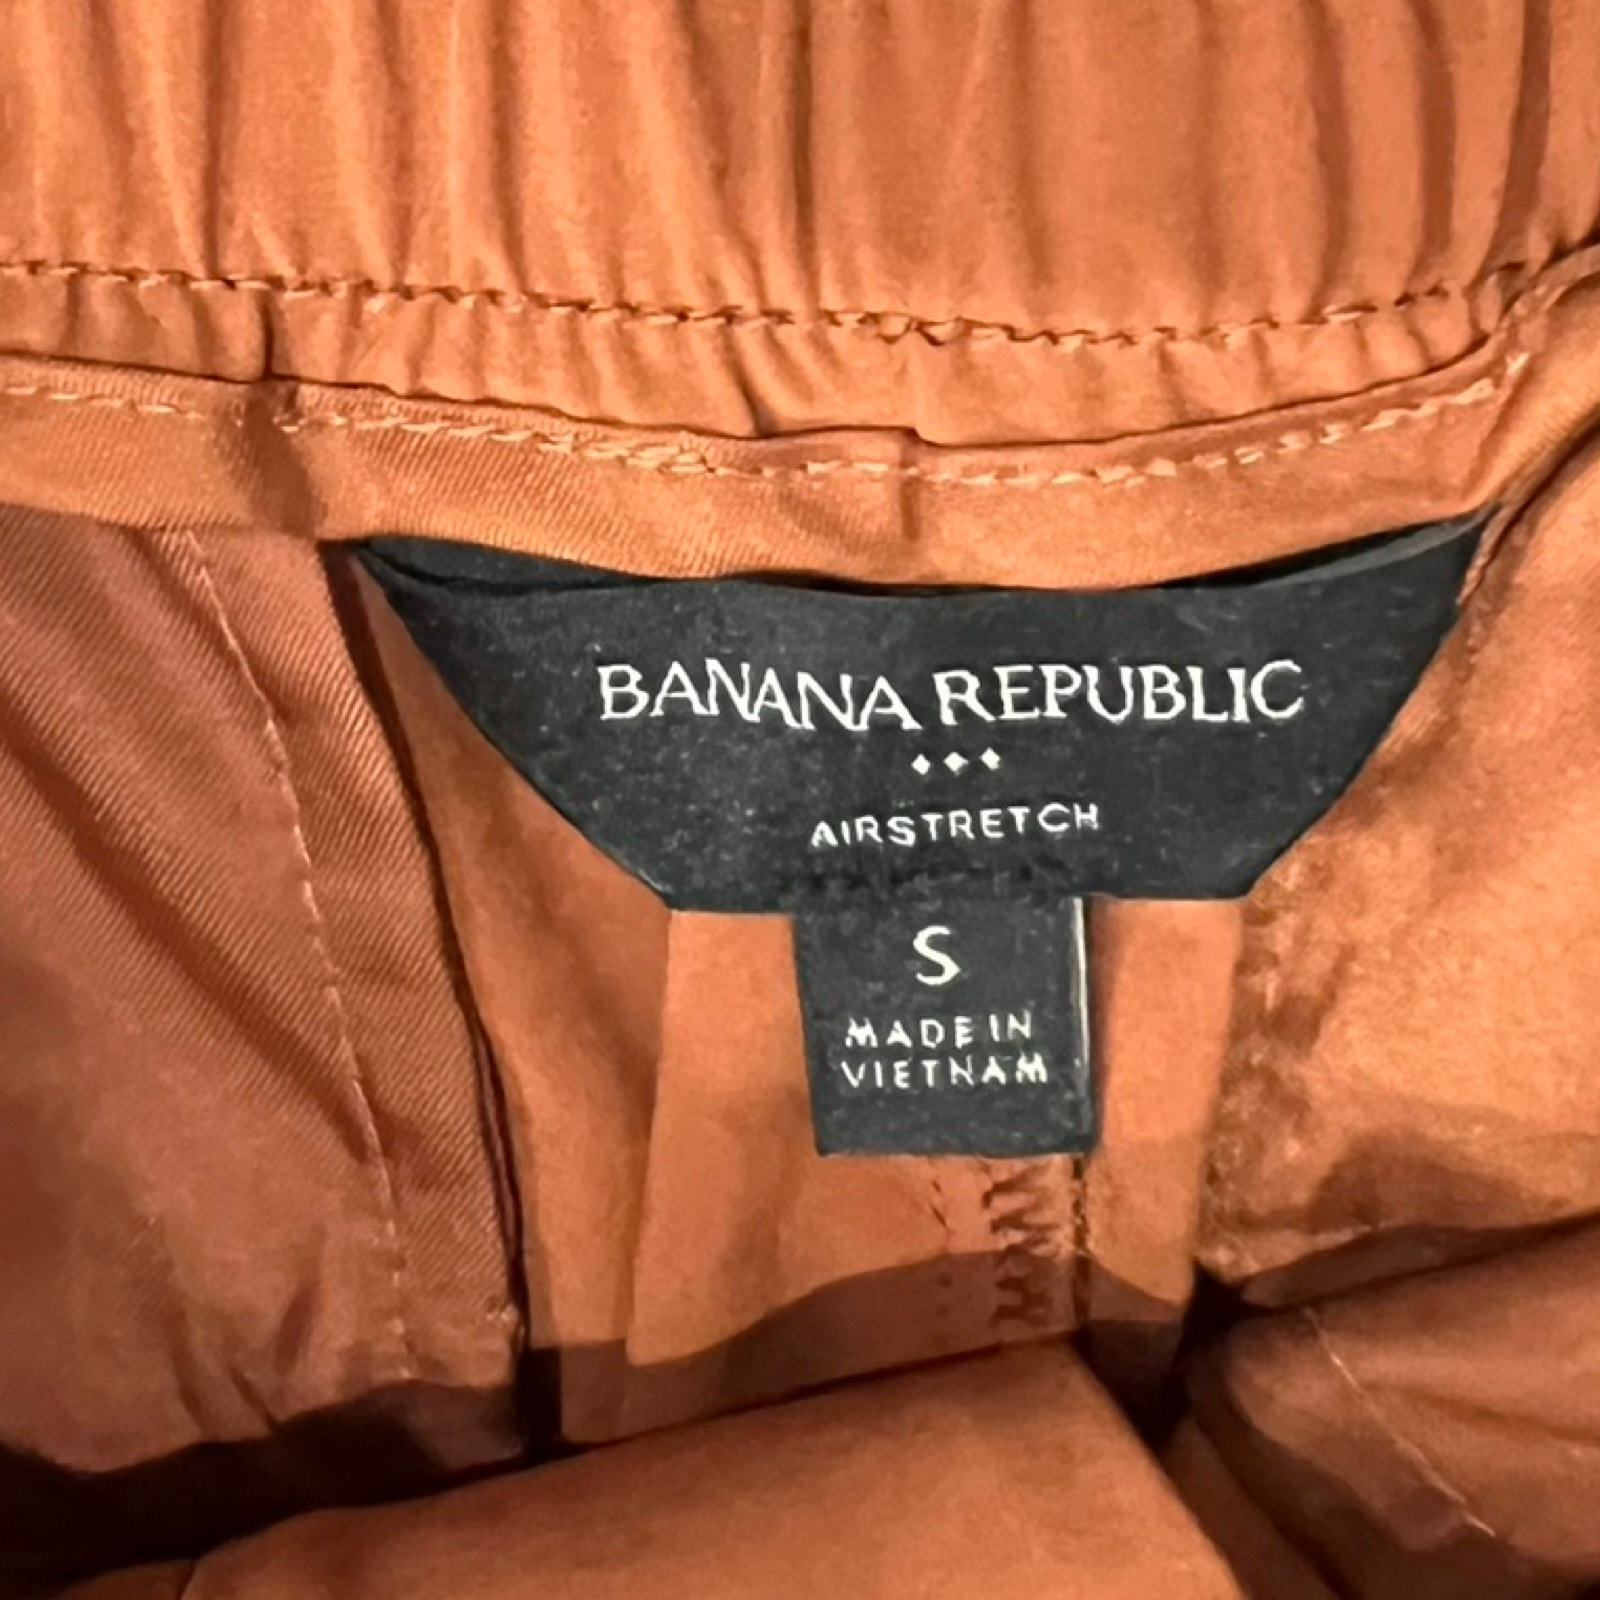 BANANA REPUBLIC
AIRSTRETCH
S
MADE IN
VIETNAM